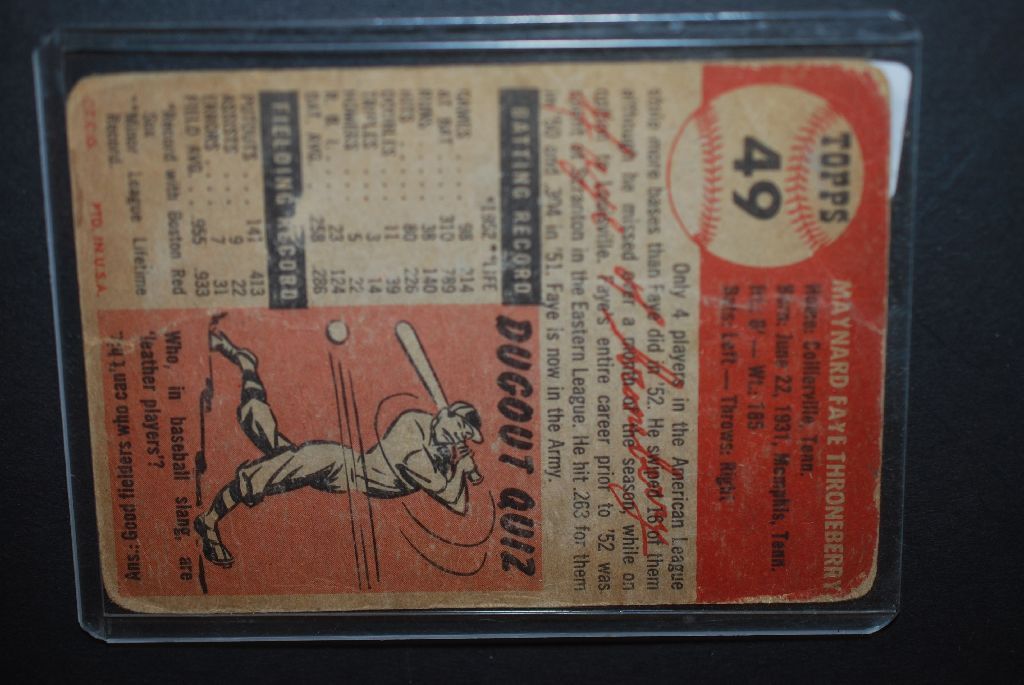 TOPPS
49
MAYNARD FAYE THRONEBERRY
Home: Collierville, Tenn.
Born: June 22, 1931, Memphis, Tenn.
Ht.: 6' — Wt.: 185
Bats: Left — Throws: Right
Only 4 players in the American League
stole more bases than Faye did in '52. He swiped 16 of them
although he missed over a month of the season, while on
option to Louisville. Faye's entire career prior to '52 was
spent at Scranton in the Eastern League. He hit .263 for them
in '50 and .304 in '51. Faye is now in the Army.
BATTING RECORD
*1952 **LIFE
GAMES . . . 98 214
AT BAT . . . 310 789
RUNS . . . . 38 140
HITS . . . . 80 226
DOUBLES . . . 11 39
TRIPLES . . . 3 14
HOMERS . . . 5 22
R. B. I. . . . 23 124
BAT. AVG. . . . .258 .286
FIELDING RECORD
PUTOUTS . . . 141 413
ASSISTS . . . 9 22
ERRORS . . . 7 31
FIELD AVG. . . .955 .933
*Record with Boston Red
Sox
**Minor League Lifetime
Record.
DUGOUT QUIZ
Who, in baseball slang, are
"leather players"?
Ans.: Good fielders who can't hit.
PTD. IN U.S.A.